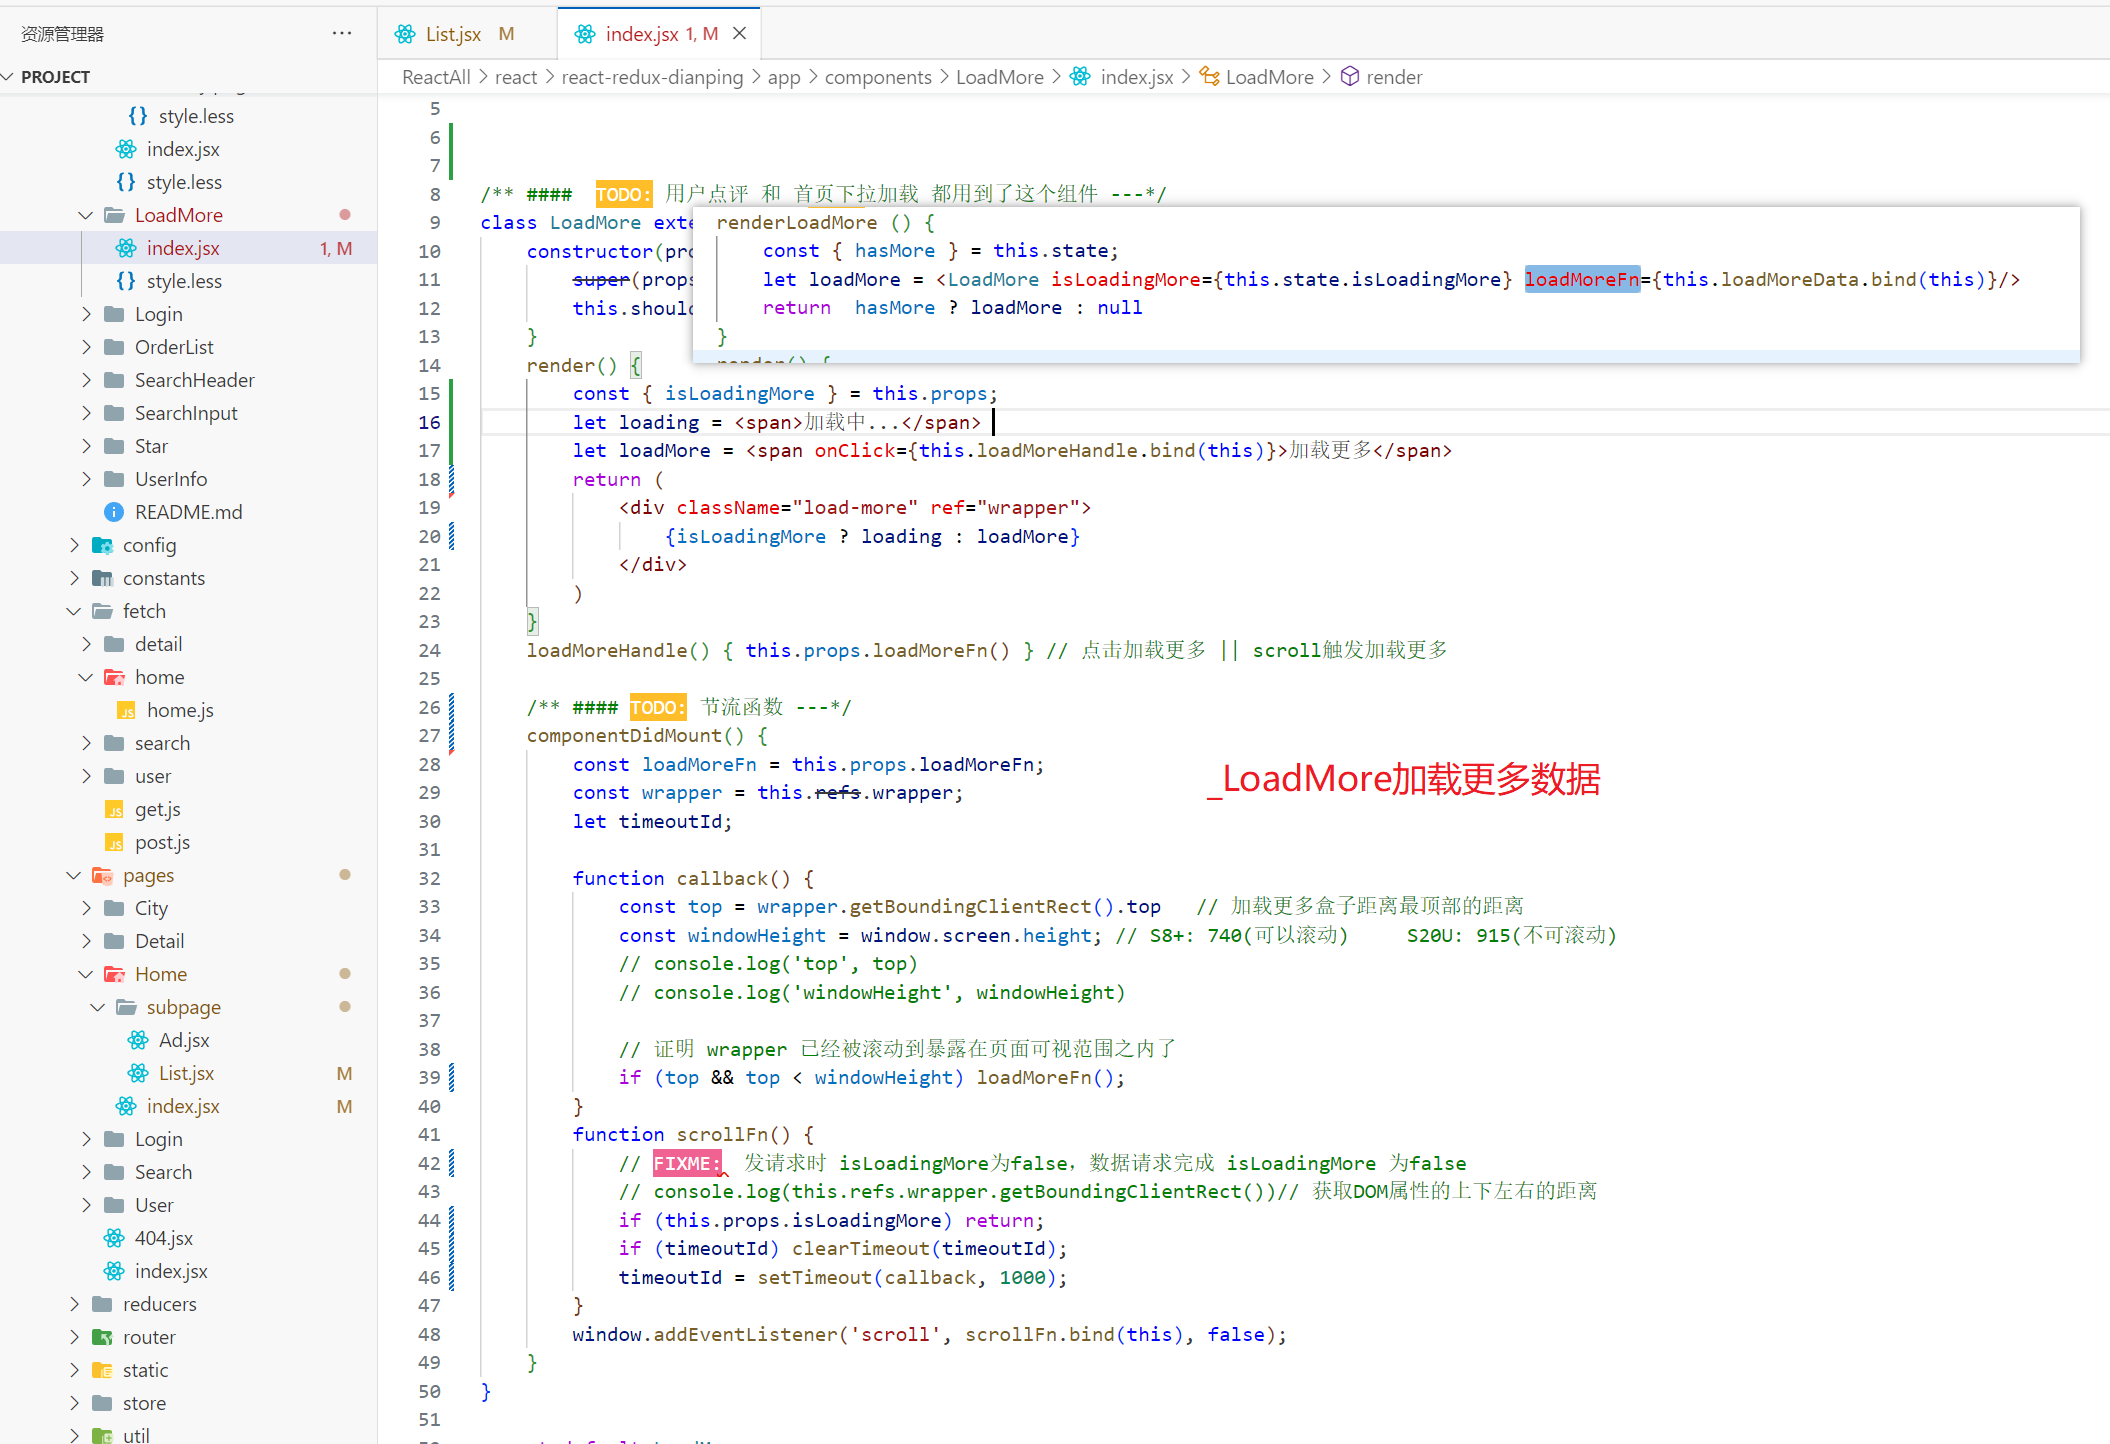 资源管理器
List.jsx M
index.jsx 1, M
PROJECT
ReactAll > react > react-redux-dianping > app > components > LoadMore > index.jsx > LoadMore > render
style.less
index.jsx
style.less
LoadMore
index.jsx 1, M
style.less
Login
OrderList
SearchHeader
SearchInput
Star
UserInfo
README.md
config
constants
fetch
detail
home
home.js
search
user
get.js
post.js
pages
City
Detail
Home
subpage
Ad.jsx
List.jsx M
index.jsx M
Login
Search
User
404.jsx
index.jsx
reducers
router
static
store
util
5
6
7
8 /** #### TODO: 用户点评 和 首页下拉加载 都用到了这个组件 ---*/
9 class LoadMore exte
10 constructor(pro
11 super(props
12 this.should
13 }
14 render() {
15 const { isLoadingMore } = this.props;
16 let loading = <span>加载中...</span>
17 let loadMore = <span onClick={this.loadMoreHandle.bind(this)}>加载更多</span>
18 return (
19 <div className="load-more" ref="wrapper">
20 {isLoadingMore ? loading : loadMore}
21 </div>
22 )
23 }
24 loadMoreHandle() { this.props.loadMoreFn() } // 点击加载更多 || scroll触发加载更多
25
26 /** #### TODO: 节流函数 ---*/
27 componentDidMount() {
28 const loadMoreFn = this.props.loadMoreFn;
29 const wrapper = this.refs.wrapper;
30 let timeoutId;
31
32 function callback() {
33 const top = wrapper.getBoundingClientRect().top // 加载更多盒子距离最顶部的距离
34 const windowHeight = window.screen.height; // S8+: 740(可以滚动) S20U: 915(不可滚动)
35 // console.log('top', top)
36 // console.log('windowHeight', windowHeight)
37
38 // 证明 wrapper 已经被滚动到暴露在页面可视范围之内了
39 if (top && top < windowHeight) loadMoreFn();
40 }
41 function scrollFn() {
42 // FIXME: 发请求时 isLoadingMore为false，数据请求完成 isLoadingMore 为false
43 // console.log(this.refs.wrapper.getBoundingClientRect())// 获取DOM属性的上下左右的距离
44 if (this.props.isLoadingMore) return;
45 if (timeoutId) clearTimeout(timeoutId);
46 timeoutId = setTimeout(callback, 1000);
47 }
48 window.addEventListener('scroll', scrollFn.bind(this), false);
49 }
50 }
51
renderLoadMore () {
const { hasMore } = this.state;
let loadMore = <LoadMore isLoadingMore={this.state.isLoadingMore} loadMoreFn={this.loadMoreData.bind(this)}/>
return hasMore ? loadMore : null
}
render() {
_LoadMore加载更多数据